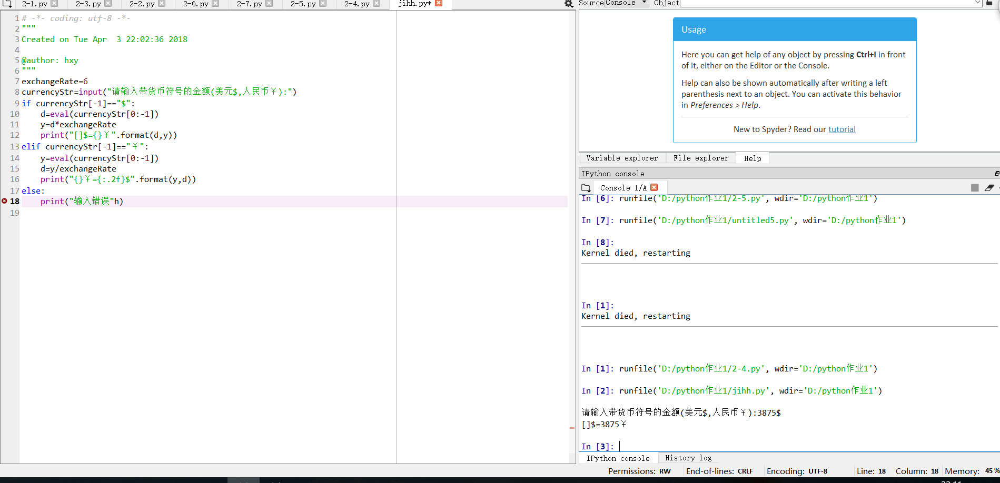 2-1.py 2-3.py 2-2.py 2-6.py 2-7.py 2-5.py 2-4.py jihh.py*
1 # -*- coding: utf-8 -*-
2 """
3 Created on Tue Apr  3 22:02:36 2018
4
5 @author: hxy
6 """
7 exchangeRate=6
8 currencyStr=input("请输入带货币符号的金额(美元$,人民币￥):")
9 if currencyStr[-1]=="$":
10     d=eval(currencyStr[0:-1])
11     y=d*exchangeRate
12     print("[]$={}￥".format(d,y))
13 elif currencyStr[-1]=="￥":
14     y=eval(currencyStr[0:-1])
15     d=y/exchangeRate
16     print("{}￥={:.2f}$".format(y,d))
17 else:
18     print("输入错误"h)
19
Source Console Object
Usage
Here you can get help of any object by pressing Ctrl+I in front
of it, either on the Editor or the Console.
Help can also be shown automatically after writing a left
parenthesis next to an object. You can activate this behavior
in Preferences > Help.
New to Spyder? Read our tutorial
Variable explorer File explorer Help
IPython console
Console 1/A
In [6]: runfile('D:/python作业1/2-5.py', wdir='D:/python作业1')
In [7]: runfile('D:/python作业1/untitled5.py', wdir='D:/python作业1')
In [8]:
Kernel died, restarting
In [1]:
Kernel died, restarting
In [1]: runfile('D:/python作业1/2-4.py', wdir='D:/python作业1')
In [2]: runfile('D:/python作业1/jihh.py', wdir='D:/python作业1')
请输入带货币符号的金额(美元$,人民币￥):3875$
[]$=3875￥
In [3]:
IPython console History log
Permissions: RW End-of-lines: CRLF Encoding: UTF-8 Line: 18 Column: 18 Memory: 45 %